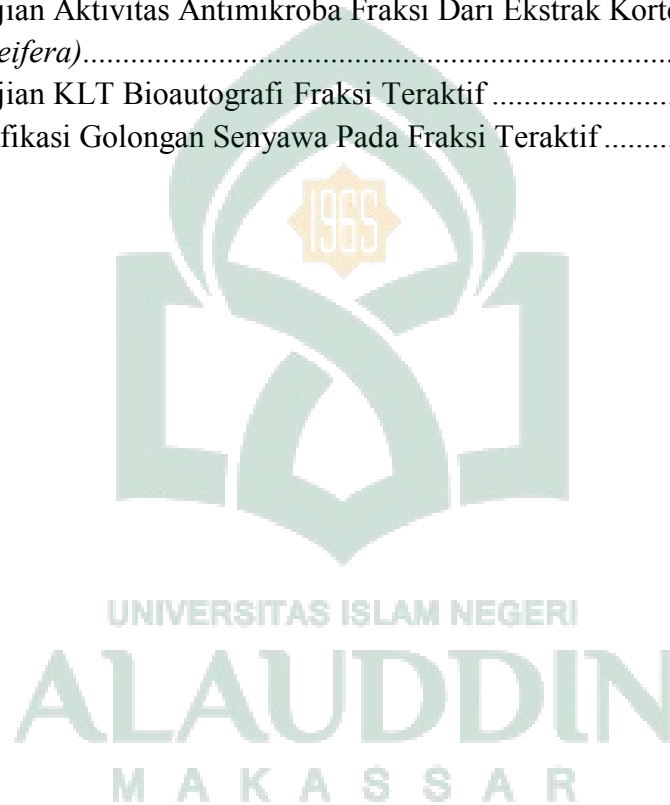 jian Aktivitas Antimikroba Fraksi Dari Ekstrak Korte
eifera)..........................................................................
jian KLT Bioautografi Fraksi Teraktif ......................
fikasi Golongan Senyawa Pada Fraksi Teraktif ..........
1965
UNIVERSITAS ISLAM NEGERI
ALAUDDIN
MAKASSAR